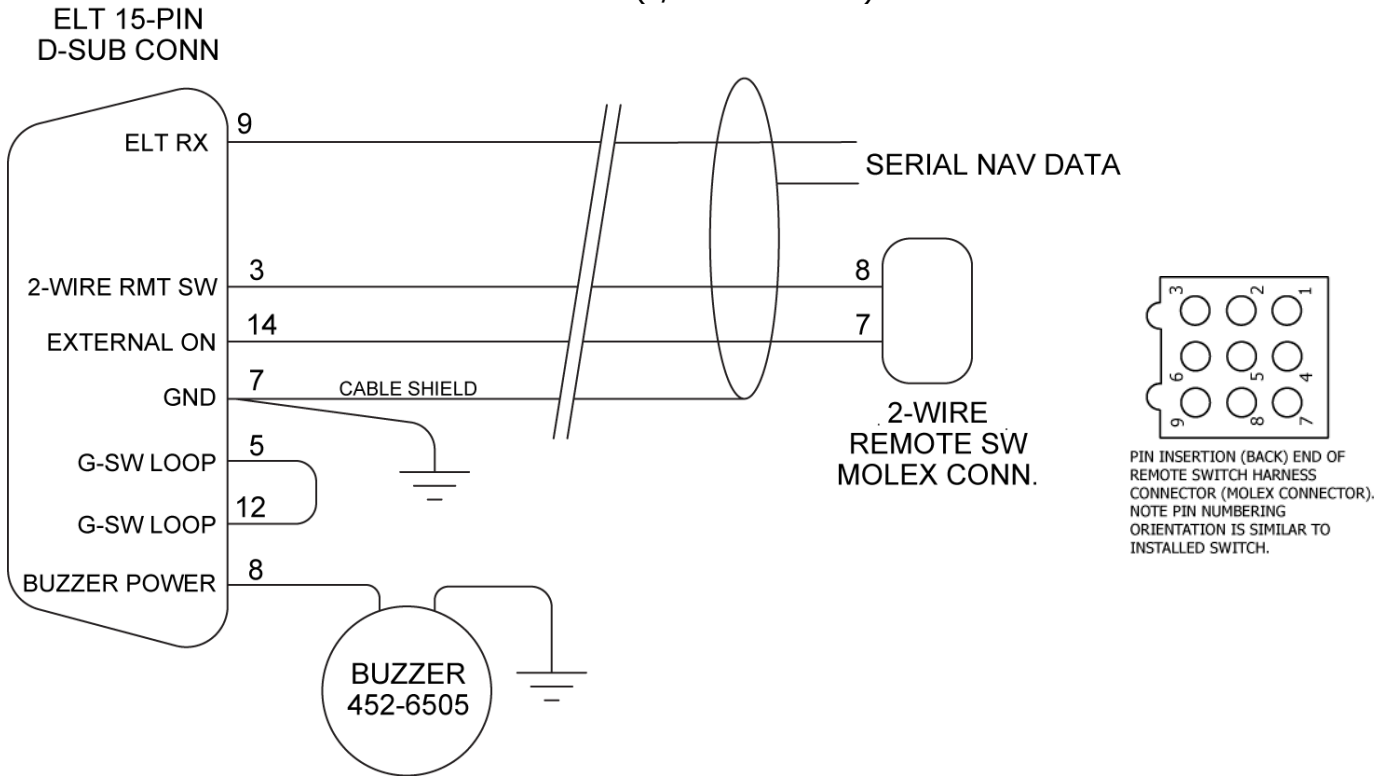 ELT 15-PIN
D-SUB CONN
ELT RX
9
SERIAL NAV DATA
2-WIRE RMT SW
3
8
EXTERNAL ON
14
7
GND
7
CABLE SHIELD
G-SW LOOP
5
G-SW LOOP
12
BUZZER POWER
8
BUZZER
452-6505
2-WIRE
REMOTE SW
MOLEX CONN.
3 2 1
6 5 4
9 8 7
PIN INSERTION (BACK) END OF
REMOTE SWITCH HARNESS
CONNECTOR (MOLEX CONNECTOR).
NOTE PIN NUMBERING
ORIENTATION IS SIMILAR TO
INSTALLED SWITCH.